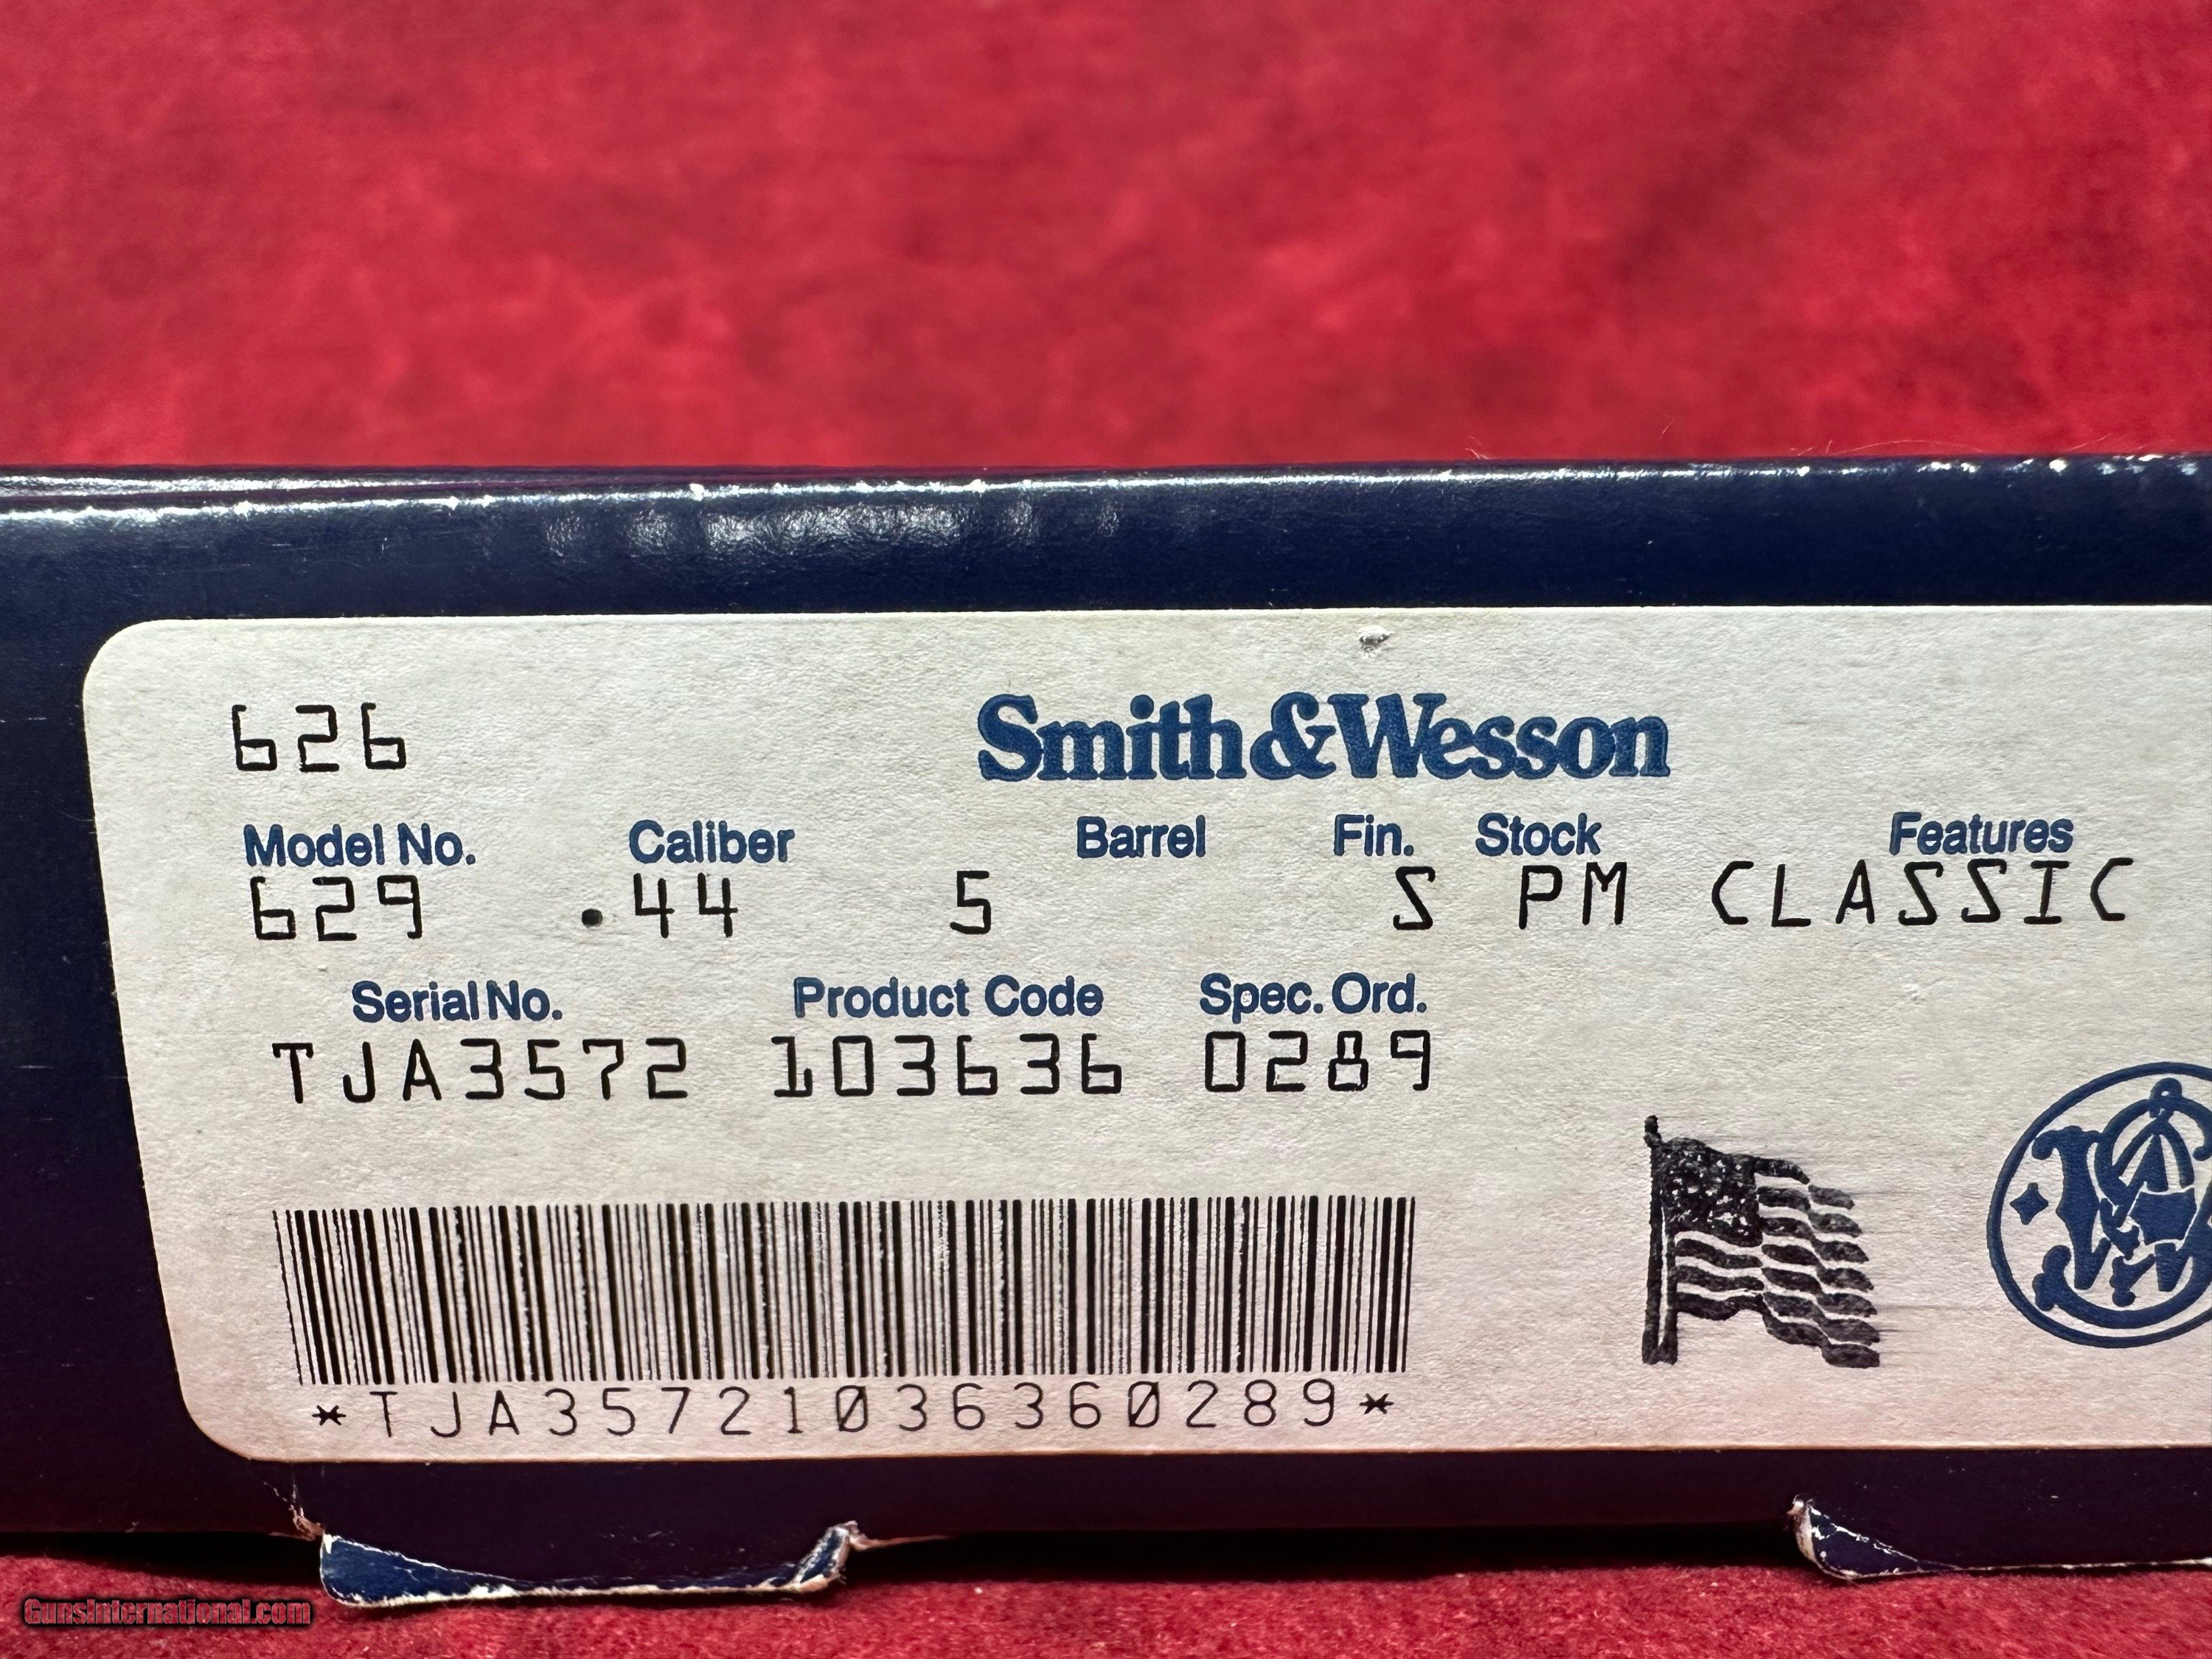 626
Smith&Wesson
Model No. Caliber Barrel Fin. Stock Features
629 .44 5 S PM CLASSIC
Serial No. Product Code Spec. Ord.
TJA3572 103636 0289
*TJA35721036360289*
GunsInternational.com